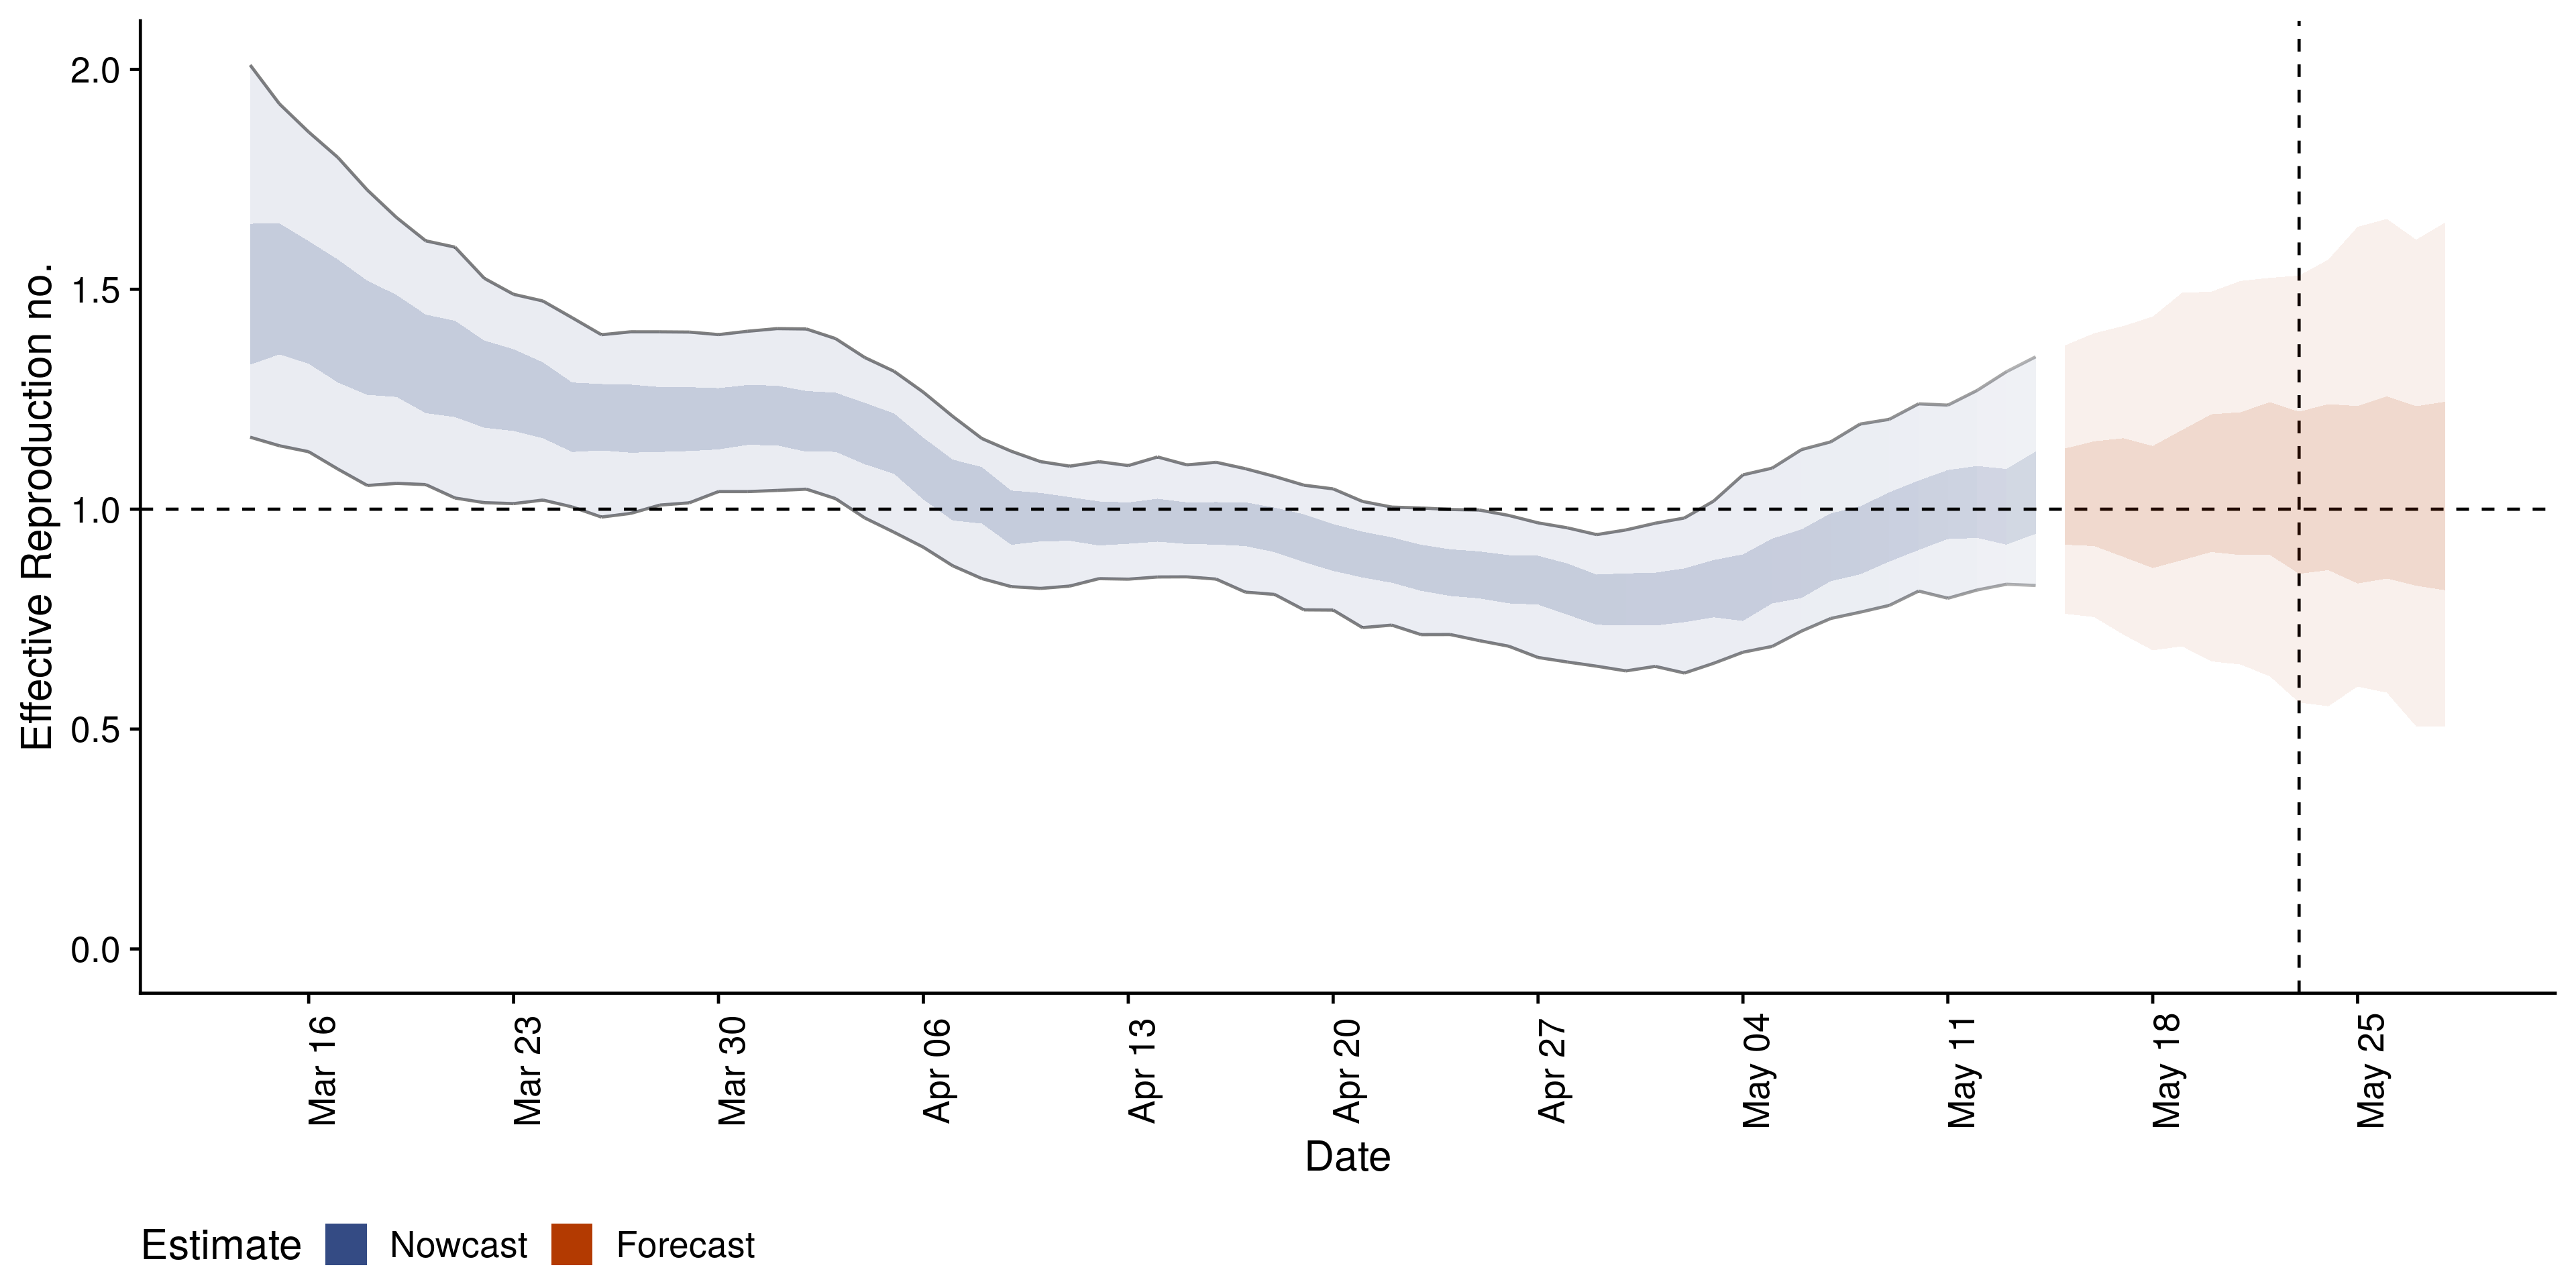 Effective Reproduction no.
2.0
1.5
1.0
0.5
0.0
Mar 16
Mar 23
Mar 30
Apr 06
Apr 13
Apr 20
Apr 27
May 04
May 11
May 18
May 25
Date
Estimate Nowcast Forecast